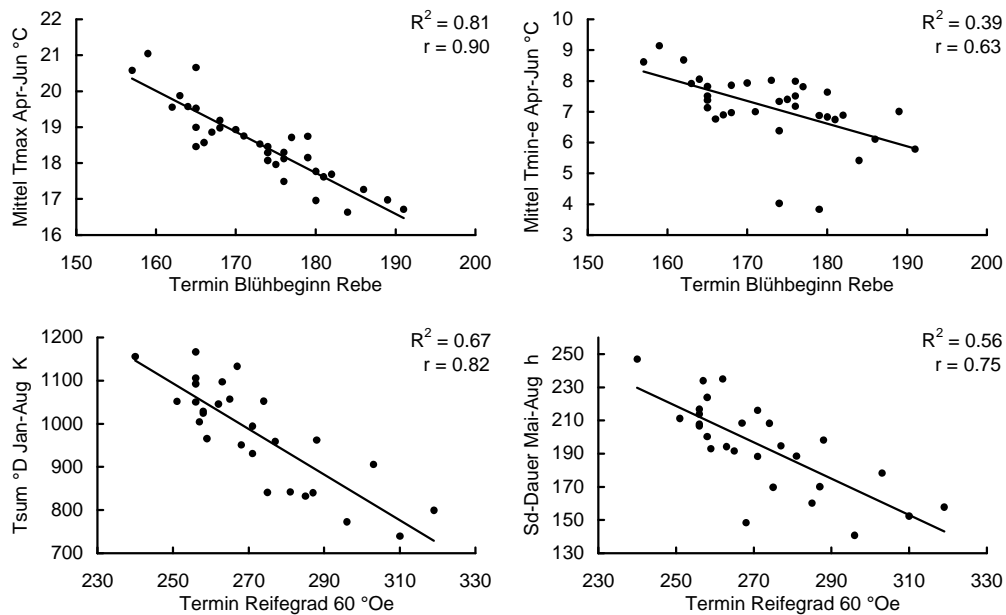 R² = 0.81
r = 0.90
22
21
20
19
18
17
16
Mittel Tmax Apr-Jun °C
150 160 170 180 190 200
Termin Blühbeginn Rebe
R² = 0.39
r = 0.63
10
9
8
7
6
5
4
3
Mittel Tmin-e Apr-Jun °C
150 160 170 180 190 200
Termin Blühbeginn Rebe
R² = 0.67
r = 0.82
1200
1100
1000
900
800
700
Tsum °D Jan-Aug K
230 250 270 290 310 330
Termin Reifegrad 60 °Oe
R² = 0.56
r = 0.75
250
230
210
190
170
150
130
Sd-Dauer Mai-Aug h
230 250 270 290 310 330
Termin Reifegrad 60 °Oe